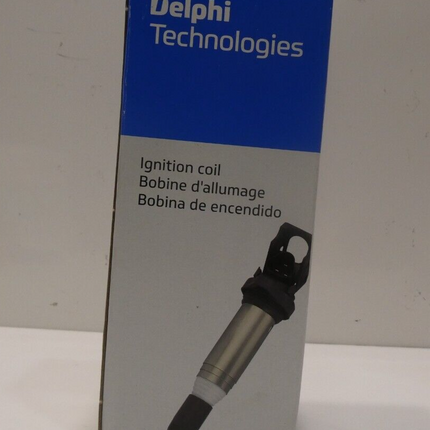 Delphi
Technologies
Ignition coil
Bobine d'allumage
Bobina de encendido